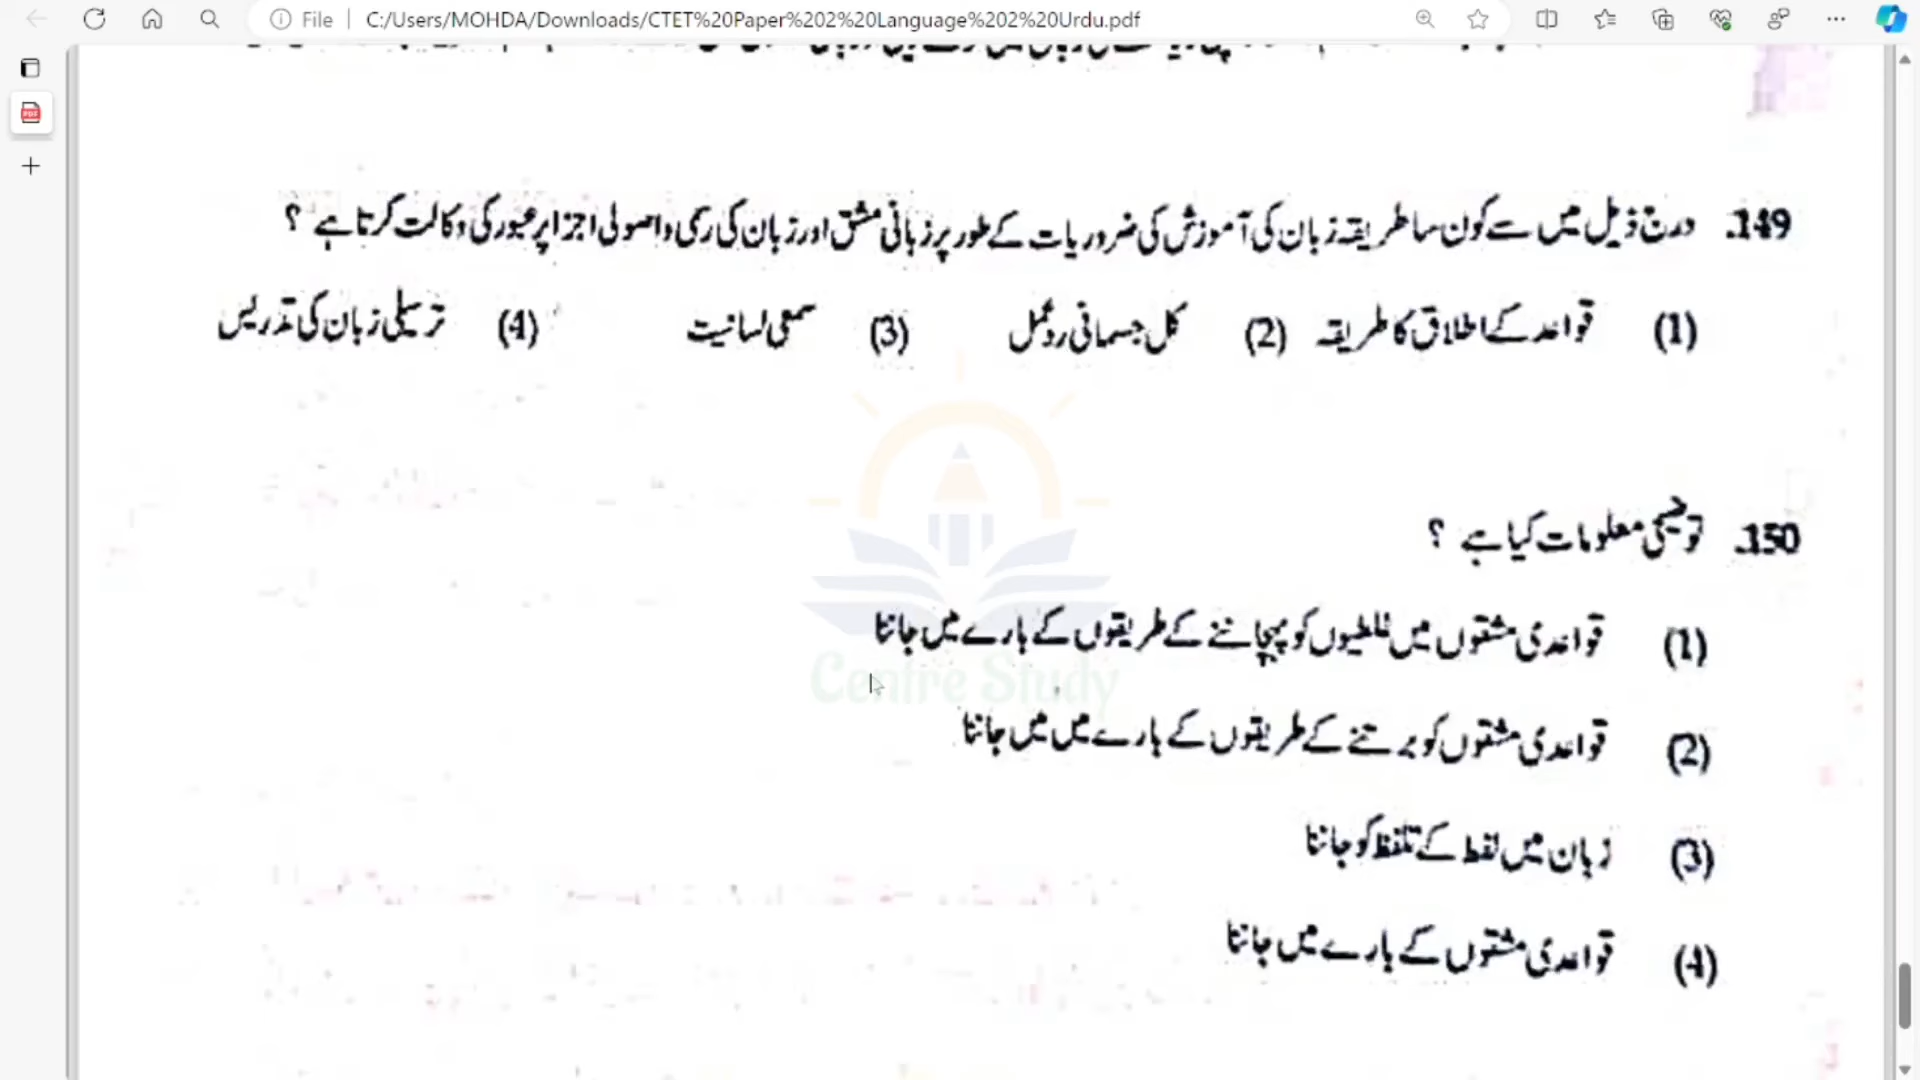 File C:/Users/MOHDA/Downloads/CTET%20Paper%202%20Language%202%20Urdu.pdf
149. درج ذیل میں سے کون سا طریقہ زبان کی آموزش کی ضروریات کے طور پر زبانی مشق اور زبان کی رسمی و اصولی اجزا پر عبور کی وکالت کرتا ہے ؟
(1) قواعد کے اطلاق کا طریقہ (2) کل جسمانی ردِعمل (3) سمعی لسانیت (4) ترسیلی زبان کی تدریس
150. توضیحی معلومات کیا ہے ؟
(1) قواعدی مشقوں میں غلطیوں کو پہچاننے کے طریقوں کے بارے میں جاننا
Centre Study
(2) قواعدی مشقوں کو برتنے کے طریقوں کے بارے میں میں جاننا
(3) زبان میں لفظ کے تلفظ کو جاننا
(4) قواعدی مشقوں کے بارے میں جاننا